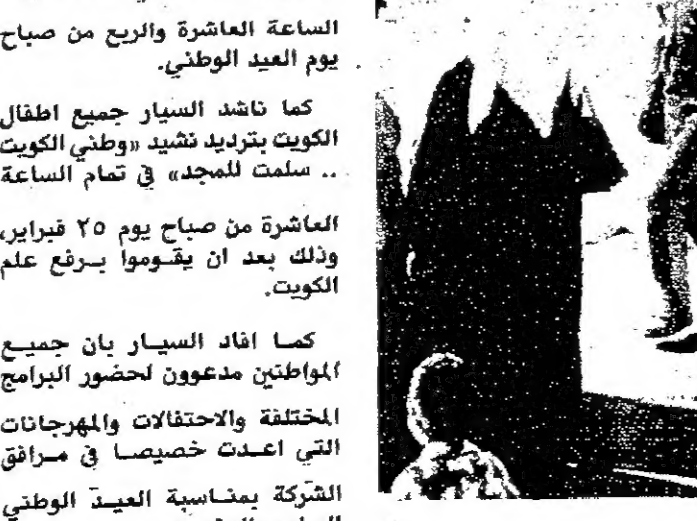 الساعة العاشرة والربع من صباح
يوم العيد الوطني.
كما ناشد السيار جميع اطفال
الكويت بترديد نشيد «وطني الكويت
.. سلمت للمجد» في تمام الساعة
العاشرة من صباح يوم ٢٥ فبراير،
وذلك بعد ان يقوموا برفع علم
الكويت.
كما افاد السيار بان جميع
المواطنين مدعوون لحضور البرامج
المختلفة والاحتفالات والمهرجانات
التي اعدت خصيصا في مرافق
الشركة بمناسبة العيد الوطني